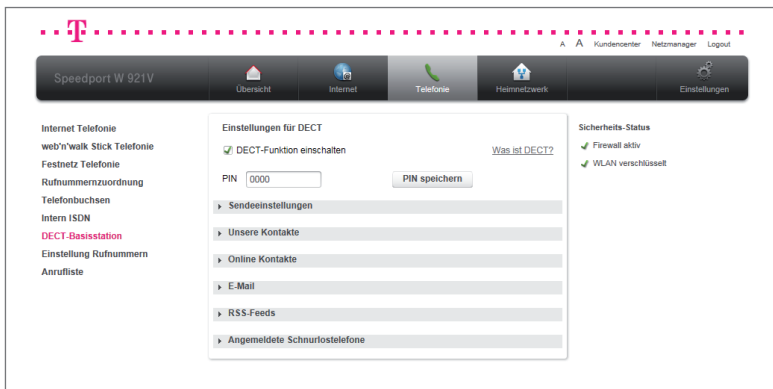 T
A A Kundencenter Netzmanager Logout
Speedport W 921V
Übersicht Internet Telefonie Heimnetzwerk Einstellungen
Internet Telefonie
web'n'walk Stick Telefonie
Festnetz Telefonie
Rufnummernzuordnung
Telefonbuchsen
Intern ISDN
DECT-Basisstation
Einstellung Rufnummern
Anrufliste
Einstellungen für DECT
DECT-Funktion einschalten Was ist DECT?
PIN 0000 PIN speichern
Sendeeinstellungen
Unsere Kontakte
Online Kontakte
E-Mail
RSS-Feeds
Angemeldete Schnurlostelefone
Sicherheits-Status
Firewall aktiv
WLAN verschlüsselt